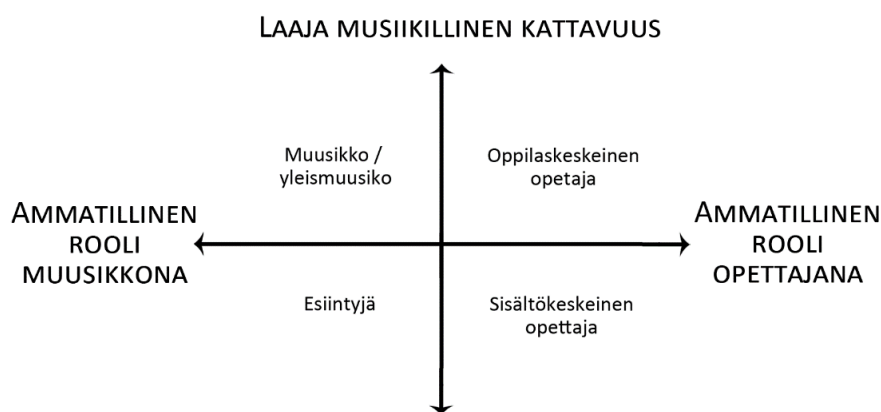 LAAJA MUSIIKILLINEN KATTAVUUS
Muusikko /
yleismuusiko
Oppilaskeskeinen
opetaja
AMMATILLINEN
ROOLI
MUUSIKKONA
AMMATILLINEN
ROOLI
OPETTAJANA
Esiintyjä
Sisältökeskeinen
opettaja